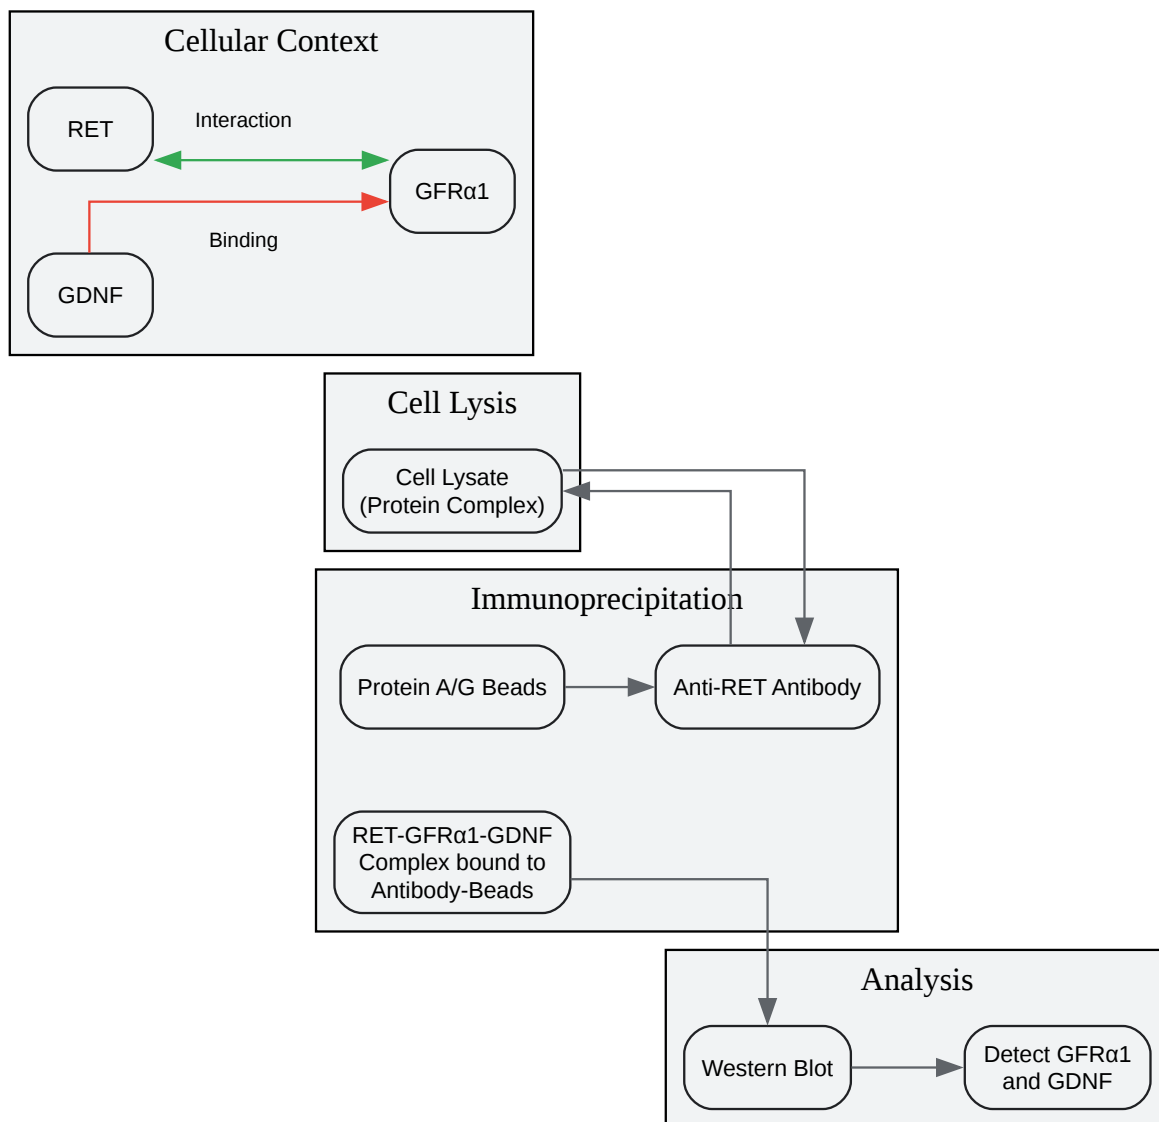 Cellular Context
RET
Interaction
GFRα1
Binding
GDNF
Cell Lysis
Cell Lysate
(Protein Complex)
Immunoprecipitation
Protein A/G Beads
Anti-RET Antibody
RET-GFRα1-GDNF
Complex bound to
Antibody-Beads
Analysis
Western Blot
Detect GFRα1
and GDNF